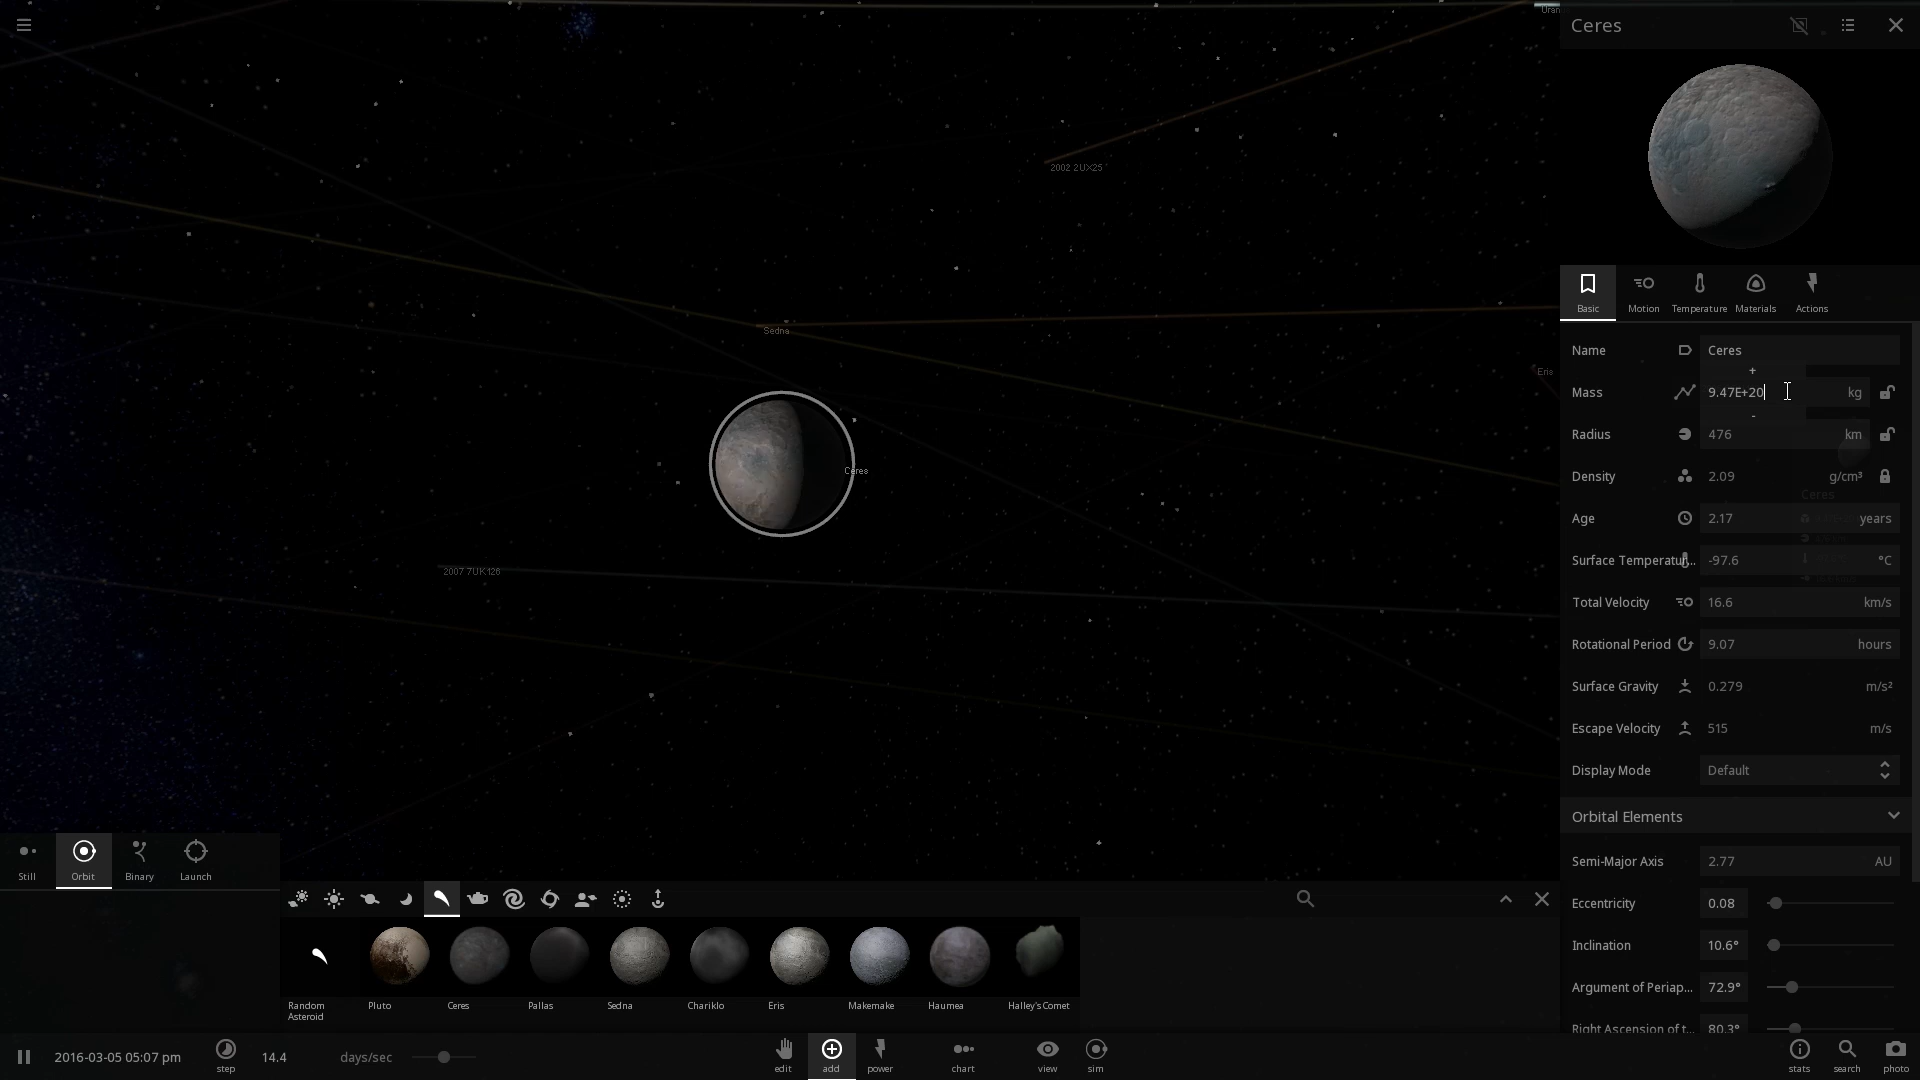 Ceres
2002 2UX25
Sedna
Eris
Ceres
2007 7UK126
Basic
Motion
Temperature
Materials
Actions
Name Ceres
+
Mass 9.47E+20 kg
-
Radius 476 km
Density 2.09 g/cm³
Ceres
Age 2.17 years
Surface Temperatur... -97.6 °C
Total Velocity 16.6 km/s
Rotational Period 9.07 hours
Surface Gravity 0.279 m/s²
Escape Velocity 515 m/s
Display Mode Default
Orbital Elements
Semi-Major Axis 2.77 AU
Eccentricity 0.08
Inclination 10.6°
Argument of Periap... 72.9°
Right Ascension of t... 80.3°
Still
Orbit
Binary
Launch
Random
Asteroid
Pluto
Ceres
Pallas
Sedna
Chariklo
Eris
Makemake
Haumea
Halley's Comet
2016-03-05 05:07 pm
step
14.4 days/sec
edit
add
power
chart
view
sim
stats
search
photo